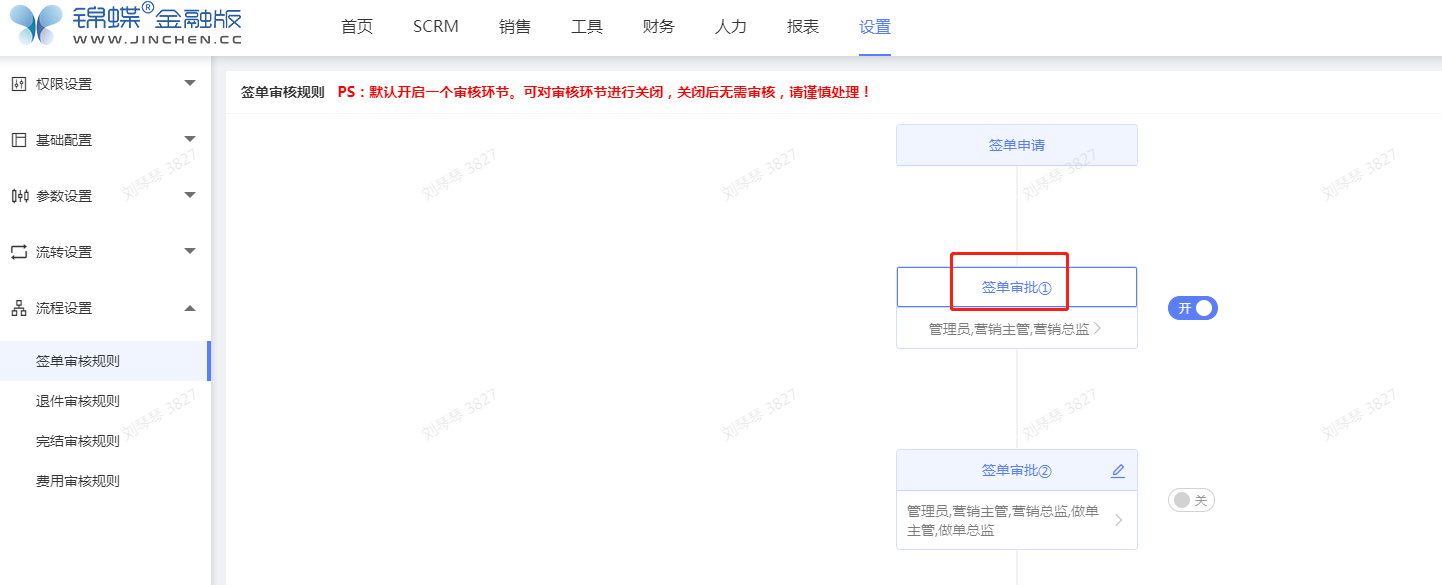 锦蝶®金融版
WWW.JINCHEN.CC
首页 SCRM 销售 工具 财务 人力 报表 设置
权限设置
基础配置
参数设置
流转设置
流程设置
签单审核规则
退件审核规则
完结审核规则
费用审核规则
签单审核规则 PS：默认开启一个审核环节。可对审核环节进行关闭，关闭后无需审核，请谨慎处理！
签单申请
签单审批①
管理员,营销主管,营销总监
开
签单审批②
管理员,营销主管,营销总监,做单
主管,做单总监
关
刘琴琴 3827
刘琴琴 3827
刘琴琴 3827
刘琴琴 3827
刘琴琴 3827
刘琴琴 3827
刘琴琴 3827
刘琴琴 3827
刘琴琴 3827
刘琴琴 3827